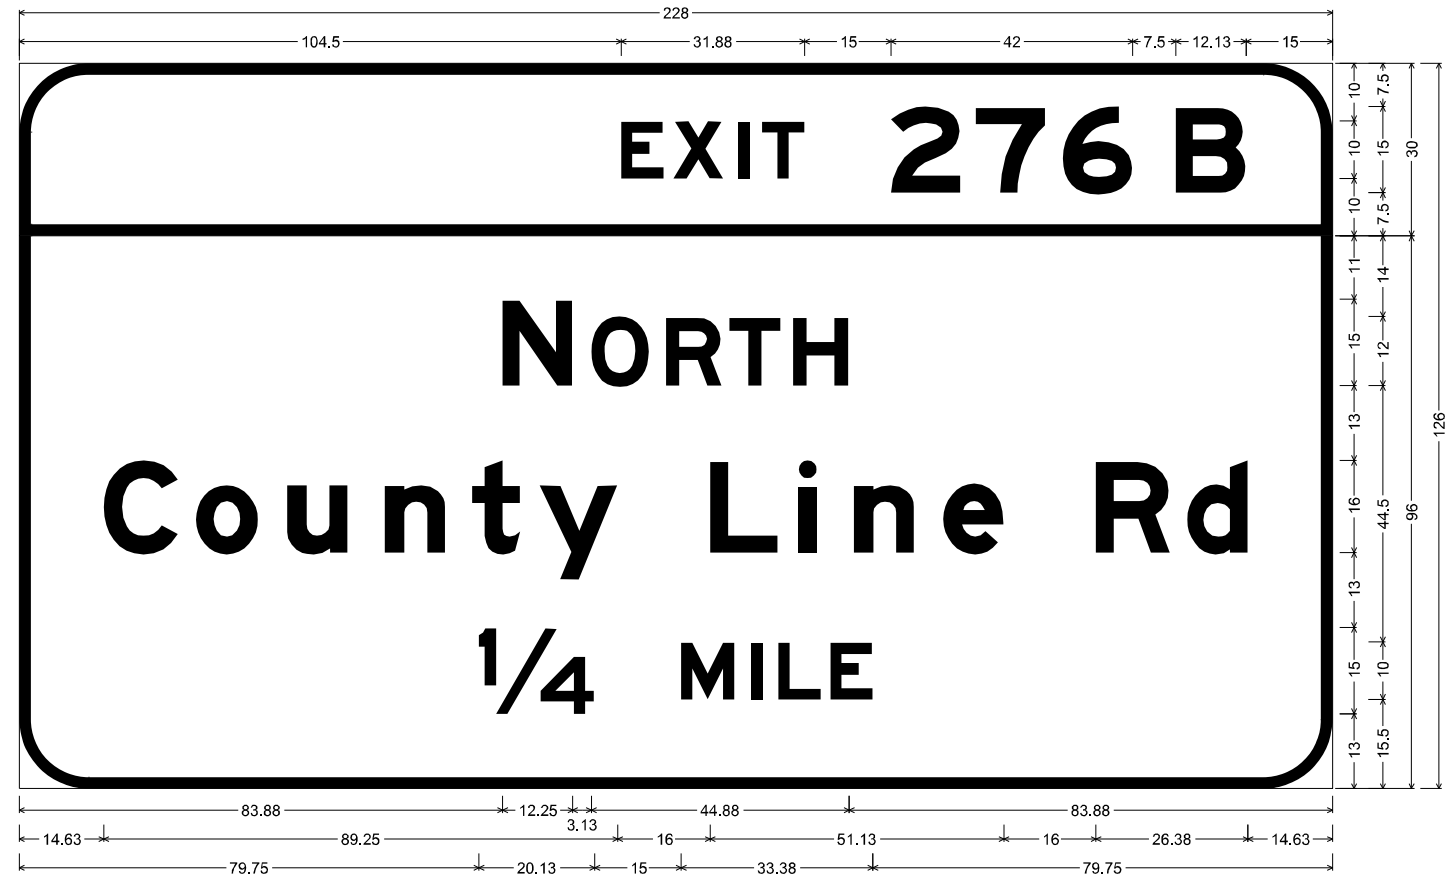 228
104.5 31.88 15 42 7.5 12.13 15
EXIT 276 B
10 10 10
7.5 15 7.5
30
NORTH
County Line Rd
1/4 MILE
11 15 13 16 13 15 13
14 12 44.5 10 15.5
96
126
83.88 12.25 3.13 44.88 83.88
14.63 89.25 16 51.13 16 26.38 14.63
79.75 20.13 15 33.38 79.75